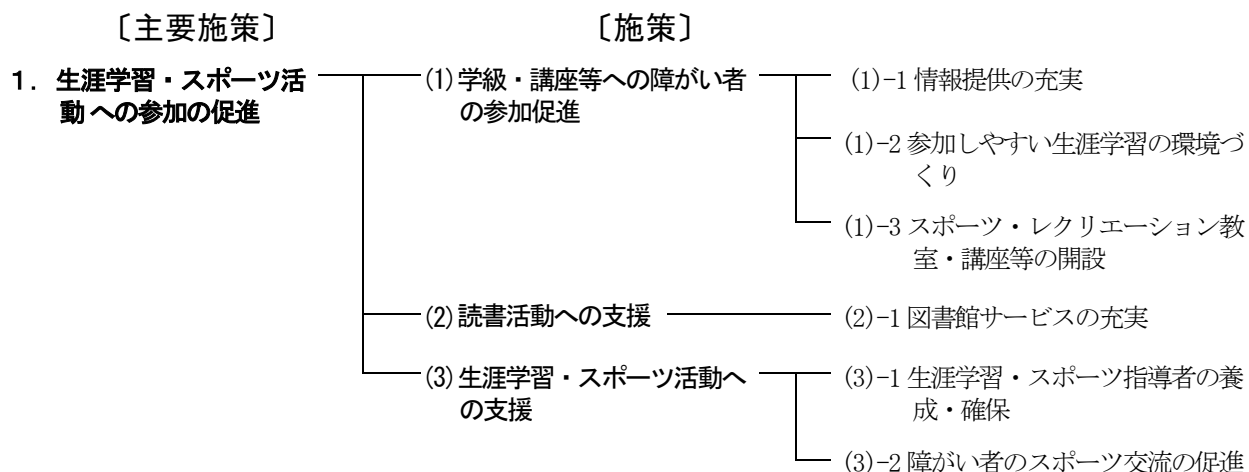 〔主要施策〕
〔施策〕
1．生涯学習・スポーツ活
動への参加の促進
(1)学級・講座等への障がい者
の参加促進
(1)-1 情報提供の充実
(1)-2 参加しやすい生涯学習の環境づ
くり
(1)-3 スポーツ・レクリエーション教
室・講座等の開設
(2)読書活動への支援
(2)-1 図書館サービスの充実
(3)生涯学習・スポーツ活動へ
の支援
(3)-1 生涯学習・スポーツ指導者の養
成・確保
(3)-2 障がい者のスポーツ交流の促進